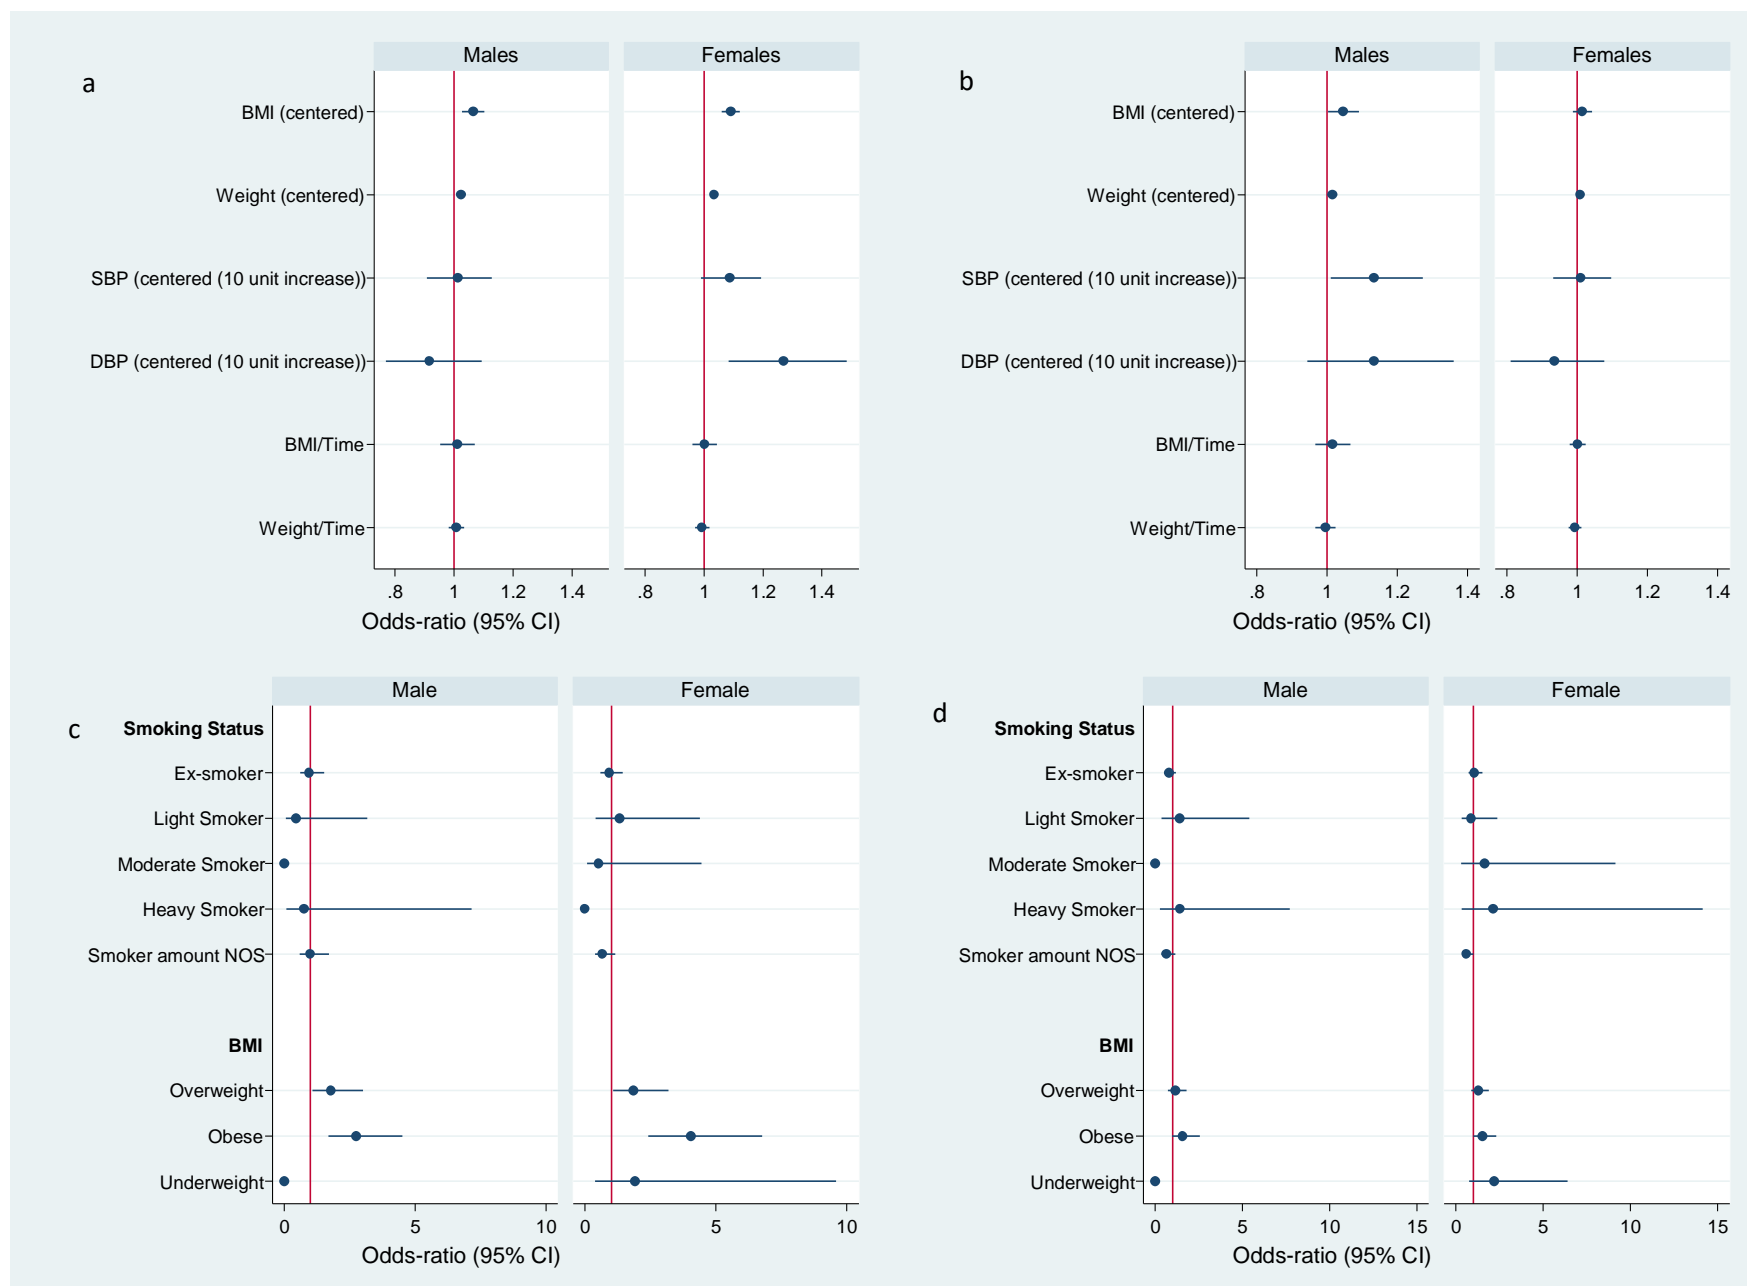 a
Males
Females
BMI (centered)
Weight (centered)
SBP (centered (10 unit increase))
DBP (centered (10 unit increase))
BMI/Time
Weight/Time
.8 1 1.2 1.4 .8 1 1.2 1.4
Odds-ratio (95% CI)
b
Males
Females
BMI (centered)
Weight (centered)
SBP (centered (10 unit increase))
DBP (centered (10 unit increase))
BMI/Time
Weight/Time
.8 1 1.2 1.4 .8 1 1.2 1.4
Odds-ratio (95% CI)
c
Male
Female
Smoking Status
Ex-smoker
Light Smoker
Moderate Smoker
Heavy Smoker
Smoker amount NOS
BMI
Overweight
Obese
Underweight
0 5 10 0 5 10
Odds-ratio (95% CI)
d
Male
Female
Smoking Status
Ex-smoker
Light Smoker
Moderate Smoker
Heavy Smoker
Smoker amount NOS
BMI
Overweight
Obese
Underweight
0 5 10 15 0 5 10 15
Odds-ratio (95% CI)